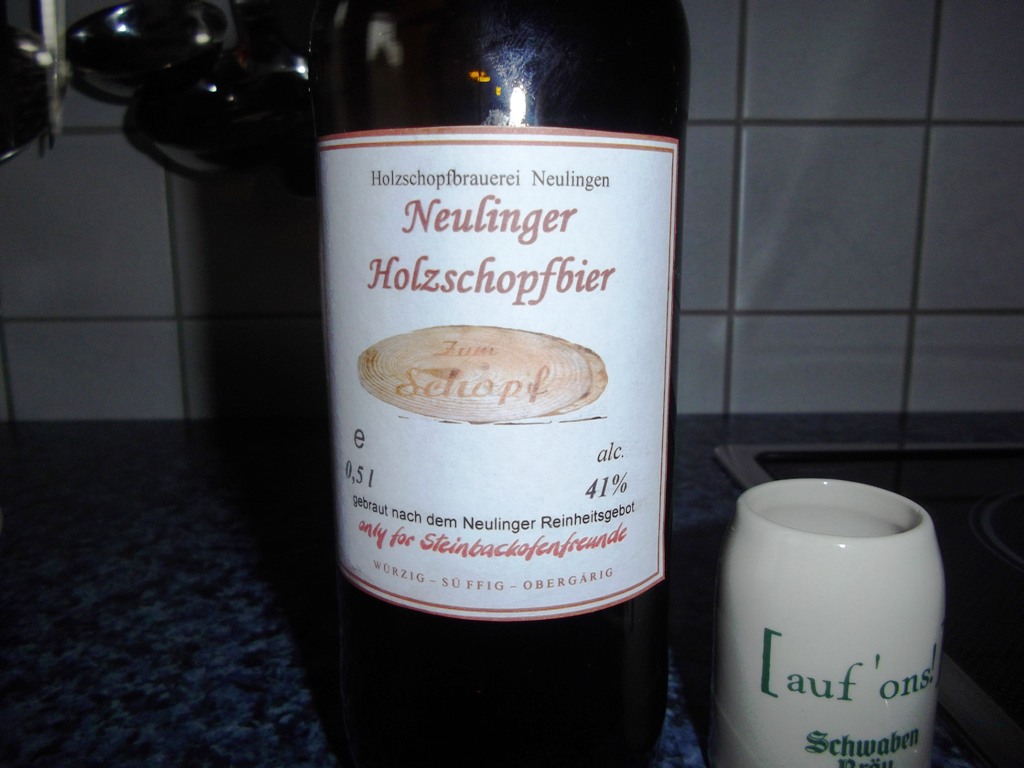 Holzschopfbrauerei Neulingen
Neulinger
Holzschopfbier
Zum
Schopf
e
0,5 l
alc.
41%
gebraut nach dem Neulinger Reinheitsgebot
only for Steinbackofenfreunde
WÜRZIG – SÜFFIG – OBERGÄRIG
[auf 'ons!
Schwaben
Bräu